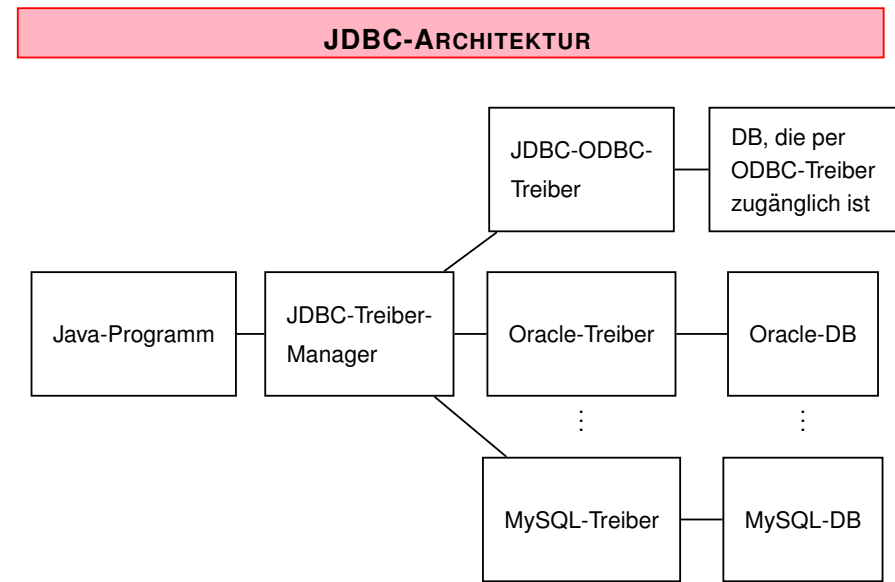 JDBC-ARCHITEKTUR
JDBC-ODBC-
Treiber
DB, die per
ODBC-Treiber
zugänglich ist
Java-Programm
JDBC-Treiber-
Manager
Oracle-Treiber
Oracle-DB
⋮
⋮
MySQL-Treiber
MySQL-DB